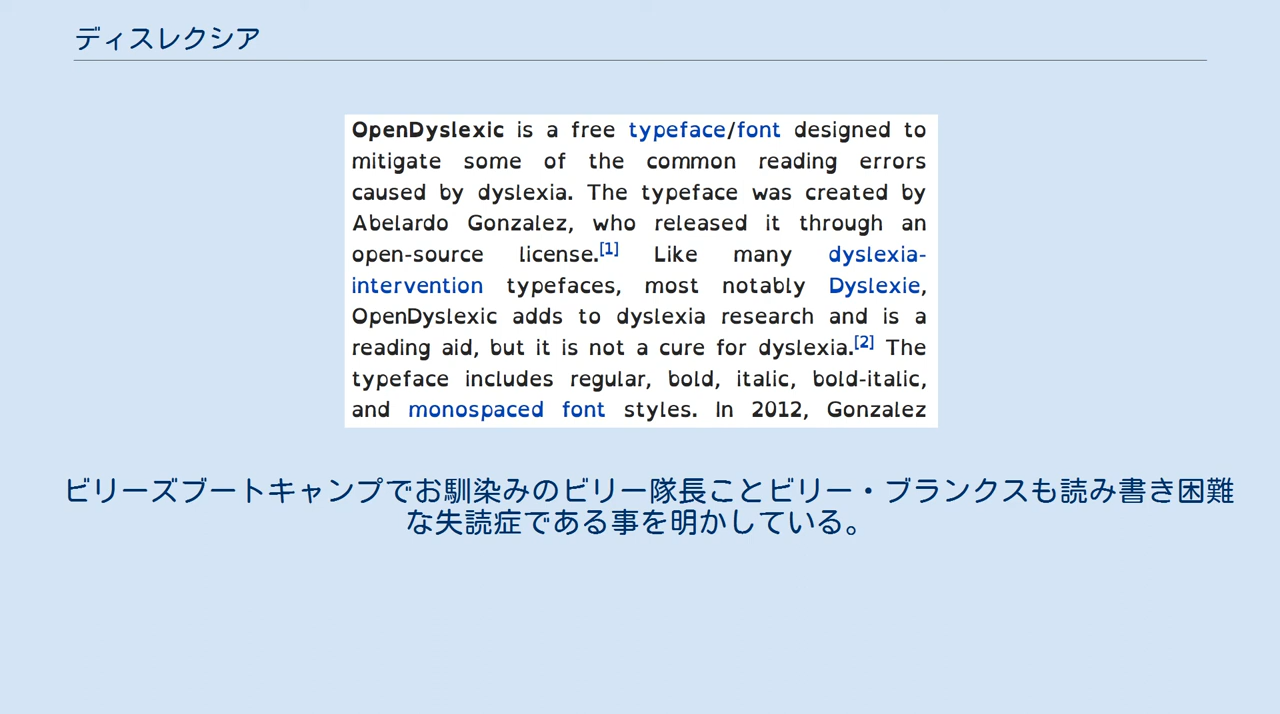 ディスレクシア
OpenDyslexic is a free typeface/font designed to
mitigate some of the common reading errors
caused by dyslexia. The typeface was created by
Abelardo Gonzalez, who released it through an
open-source license.[1] Like many dyslexia-
intervention typefaces, most notably Dyslexie,
OpenDyslexic adds to dyslexia research and is a
reading aid, but it is not a cure for dyslexia.[2] The
typeface includes regular, bold, italic, bold-italic,
and monospaced font styles. In 2012, Gonzalez
ビリーズブートキャンプでお馴染みのビリー隊長ことビリー・ブランクスも読み書き困難
な失読症である事を明かしている。